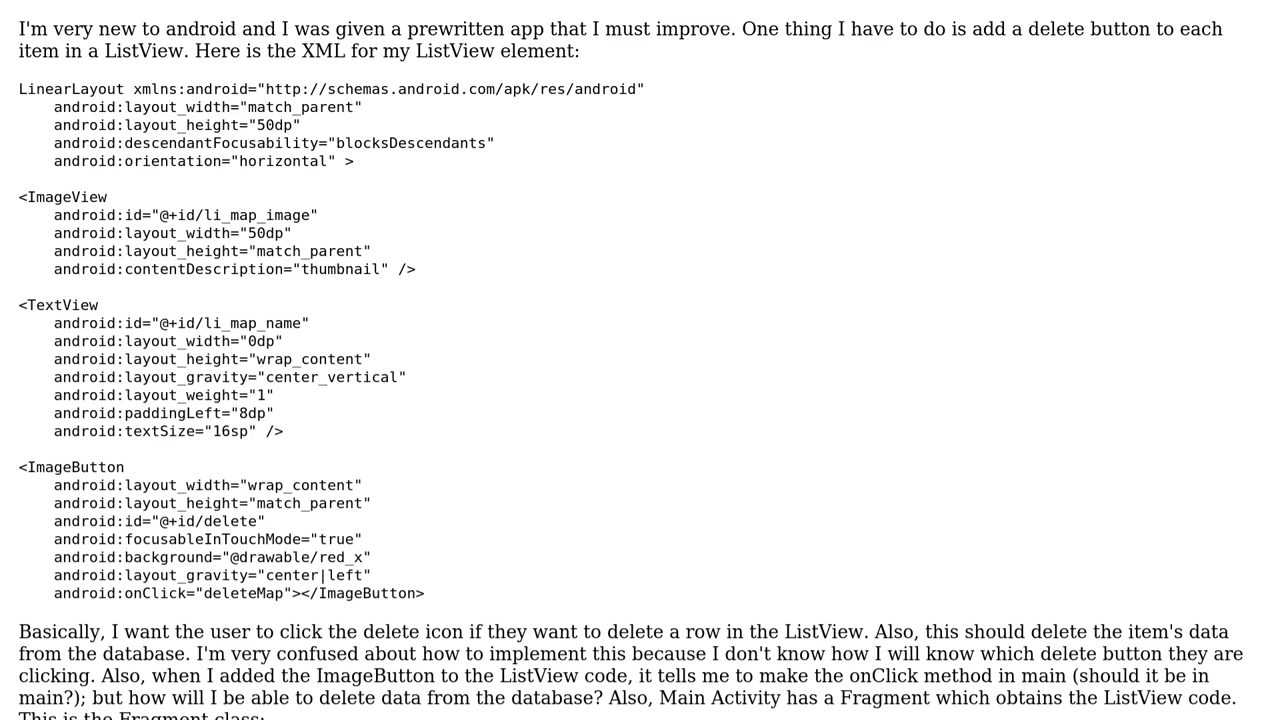 I'm very new to android and I was given a prewritten app that I must improve. One thing I have to do is add a delete button to each
item in a ListView. Here is the XML for my ListView element:
LinearLayout xmlns:android="http://schemas.android.com/apk/res/android"
    android:layout_width="match_parent"
    android:layout_height="50dp"
    android:descendantFocusability="blocksDescendants"
    android:orientation="horizontal" >
<ImageView
    android:id="@+id/li_map_image"
    android:layout_width="50dp"
    android:layout_height="match_parent"
    android:contentDescription="thumbnail" />
<TextView
    android:id="@+id/li_map_name"
    android:layout_width="0dp"
    android:layout_height="wrap_content"
    android:layout_gravity="center_vertical"
    android:layout_weight="1"
    android:paddingLeft="8dp"
    android:textSize="16sp" />
<ImageButton
    android:layout_width="wrap_content"
    android:layout_height="match_parent"
    android:id="@+id/delete"
    android:focusableInTouchMode="true"
    android:background="@drawable/red_x"
    android:layout_gravity="center|left"
    android:onClick="deleteMap"></ImageButton>
Basically, I want the user to click the delete icon if they want to delete a row in the ListView. Also, this should delete the item's data
from the database. I'm very confused about how to implement this because I don't know how I will know which delete button they are
clicking. Also, when I added the ImageButton to the ListView code, it tells me to make the onClick method in main (should it be in
main?); but how will I be able to delete data from the database? Also, Main Activity has a Fragment which obtains the ListView code.
This is the Fragment class: